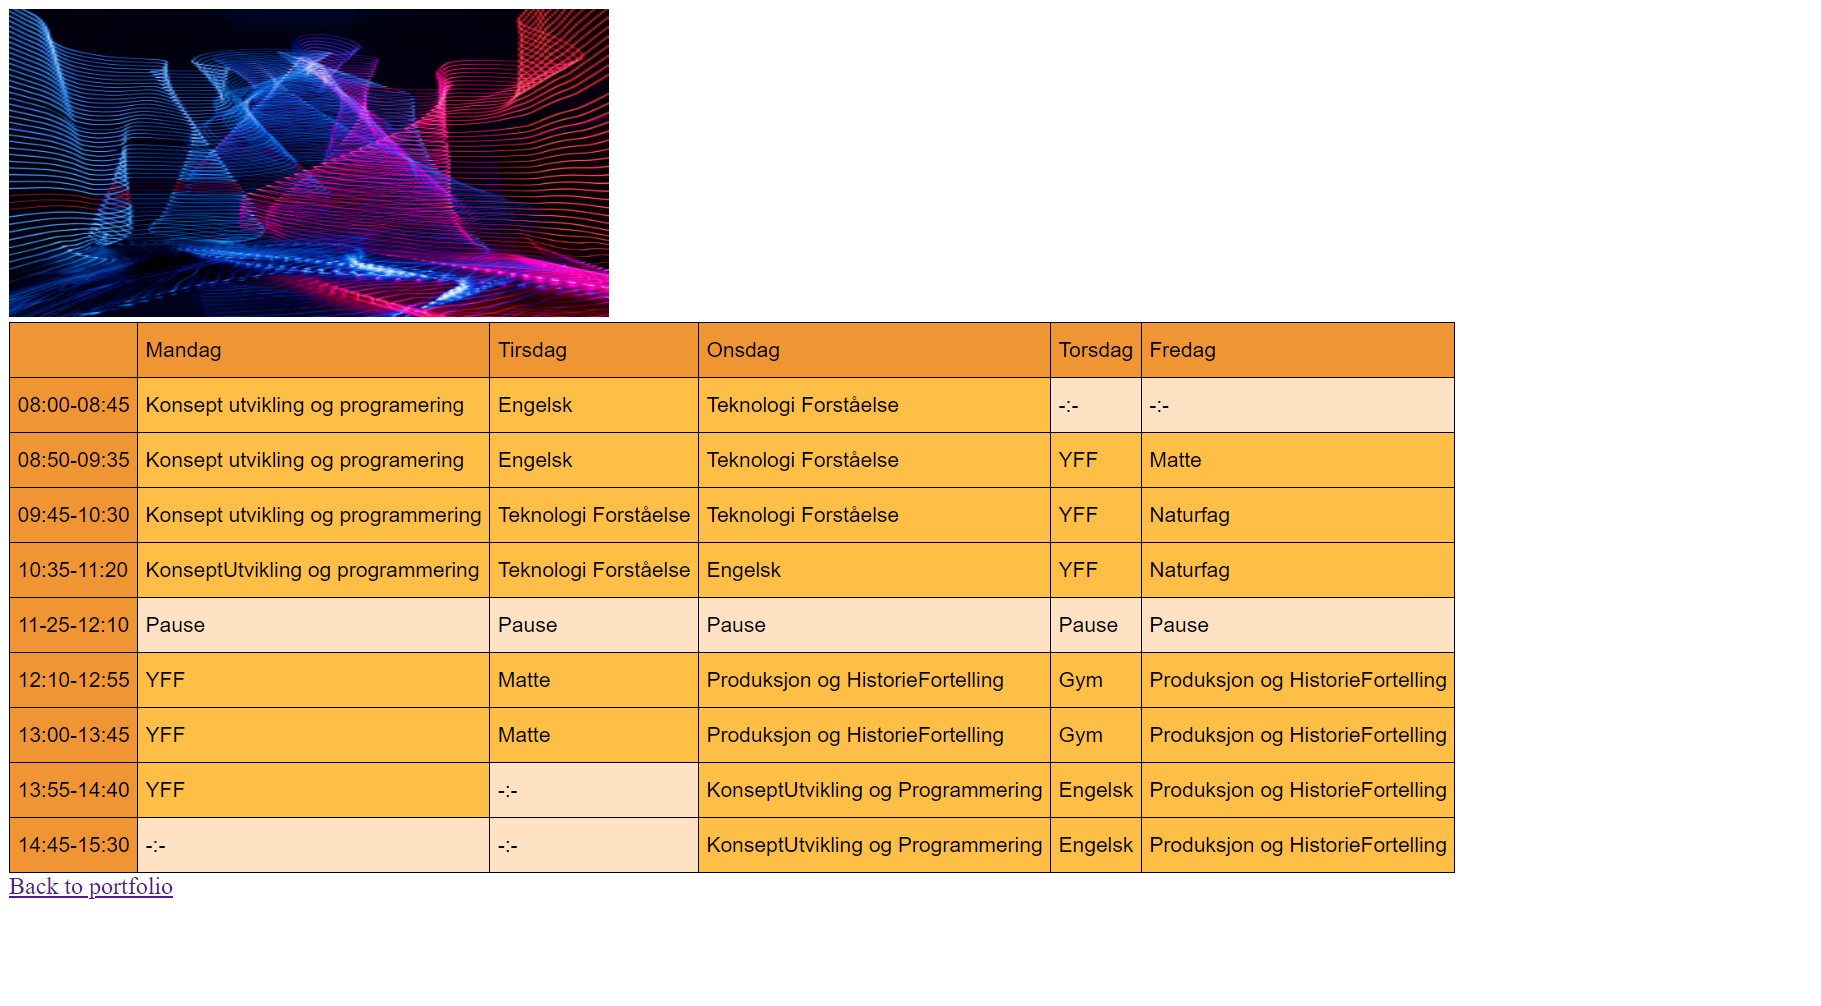 Mandag Tirsdag Onsdag Torsdag Fredag
08:00-08:45 Konsept utvikling og programering Engelsk Teknologi Forståelse -:- -:-
08:50-09:35 Konsept utvikling og programering Engelsk Teknologi Forståelse YFF Matte
09:45-10:30 Konsept utvikling og programmering Teknologi Forståelse Teknologi Forståelse YFF Naturfag
10:35-11:20 KonseptUtvikling og programmering Teknologi Forståelse Engelsk YFF Naturfag
11-25-12:10 Pause Pause Pause Pause Pause
12:10-12:55 YFF Matte Produksjon og HistorieFortelling Gym Produksjon og HistorieFortelling
13:00-13:45 YFF Matte Produksjon og HistorieFortelling Gym Produksjon og HistorieFortelling
13:55-14:40 YFF -:- KonseptUtvikling og Programmering Engelsk Produksjon og HistorieFortelling
14:45-15:30 -:- -:- KonseptUtvikling og Programmering Engelsk Produksjon og HistorieFortelling
Back to portfolio